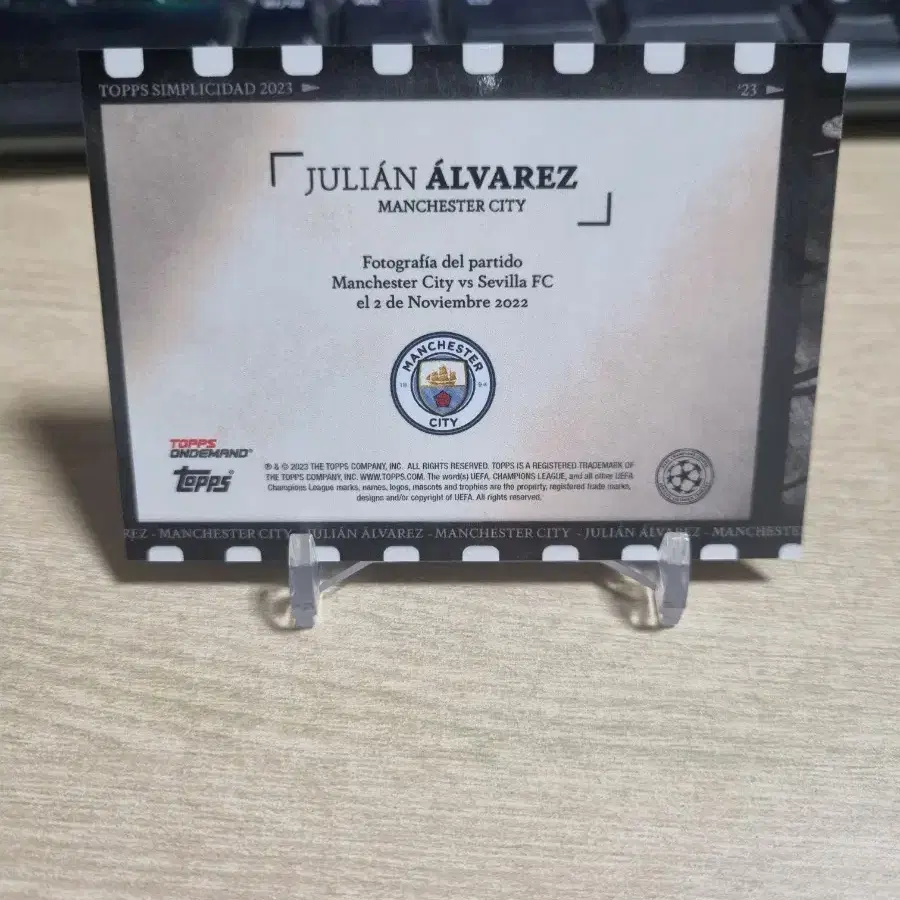 TOPPS SIMPLICIDAD 2023
'23
JULIÁN ÁLVAREZ
MANCHESTER CITY
Fotografía del partido
Manchester City vs Sevilla FC
el 2 de Noviembre 2022
MANCHESTER
18 94
CITY
TOPPS
ONDEMAND
Topps
® & © 2023 THE TOPPS COMPANY, INC. ALL RIGHTS RESERVED. TOPPS IS A REGISTERED TRADEMARK OF
THE TOPPS COMPANY, INC. WWW.TOPPS.COM. The word(s) UEFA, CHAMPIONS LEAGUE, and all other UEFA
Champions League marks, names, logos, mascots and trophies are the property, registered trade marks,
designs and/or copyright of UEFA. All rights reserved.
REZ - MANCHESTER CITY - JULIÁN ÁLVAREZ - MANCHESTER CITY - JULIÁN ÁLVAREZ - MANCHESTE